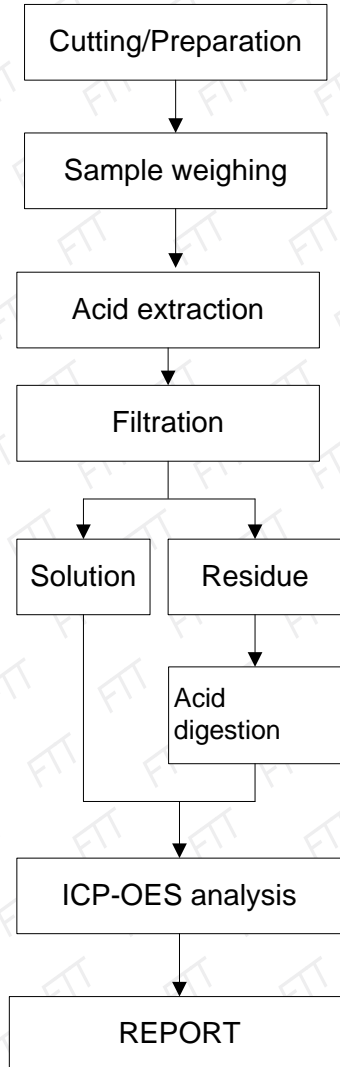 Cutting/Preparation
Sample weighing
Acid extraction
Filtration
Solution
Residue
Acid
digestion
ICP-OES analysis
REPORT